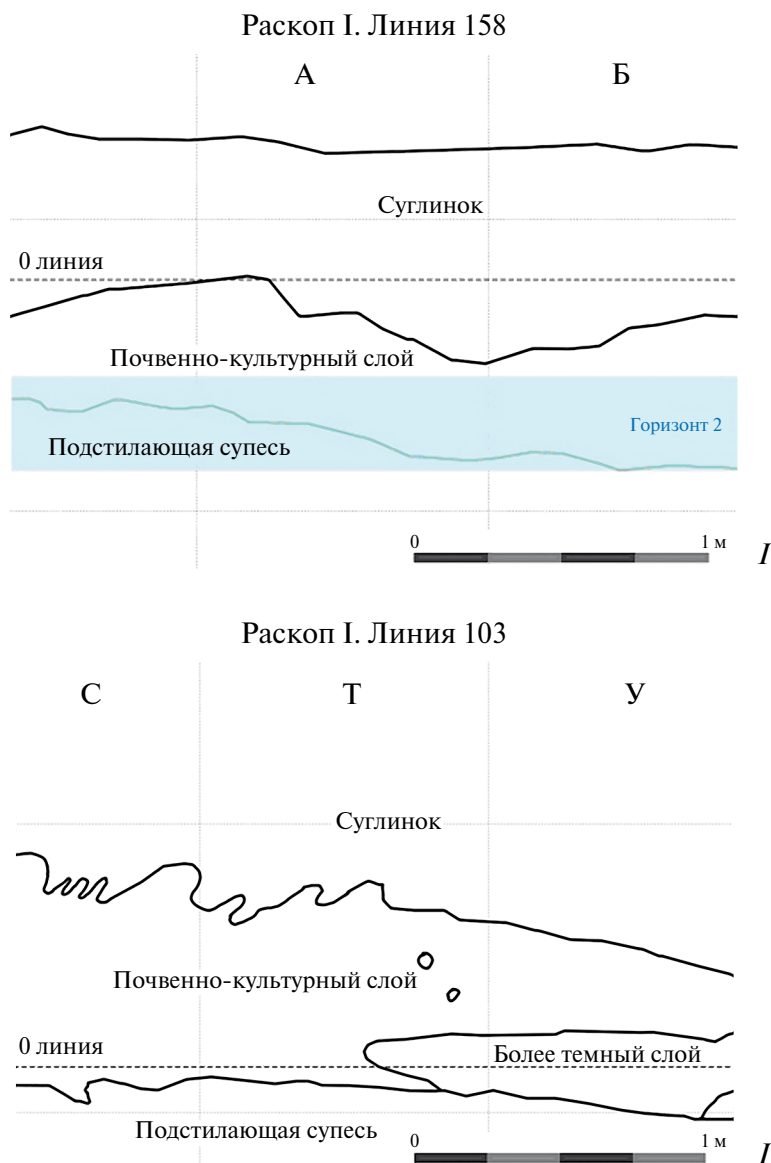 Раскоп I. Линия 158
А
Б
Суглинок
0 линия
Почвенно-культурный слой
Горизонт 2
Подстилающая супесь
0
1 м
I
Раскоп I. Линия 103
С
Т
У
Суглинок
Почвенно-культурный слой
0 линия
Более темный слой
Подстилающая супесь
0
1 м
I